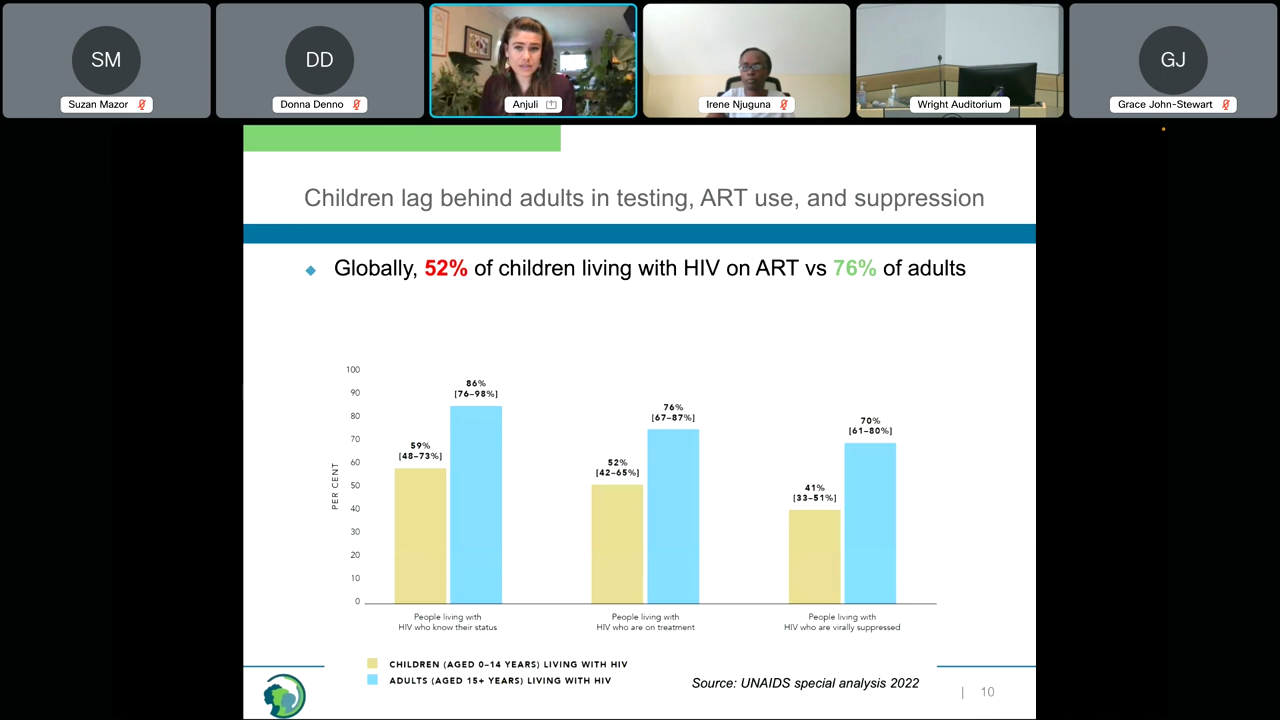 SM
DD
GJ
Suzan Mazor
Donna Denno
Anjuli
Irene Njuguna
Wright Auditorium
Grace John-Stewart
Children lag behind adults in testing, ART use, and suppression
Globally, 52% of children living with HIV on ART vs 76% of adults
PER CENT
100
90
80
70
60
50
40
30
20
10
0
59%
[48–73%]
86%
[76–98%]
52%
[42–65%]
76%
[67–87%]
41%
[33–51%]
70%
[61–80%]
People living with
HIV who know their status
People living with
HIV who are on treatment
People living with
HIV who are virally suppressed
CHILDREN (AGED 0–14 YEARS) LIVING WITH HIV
ADULTS (AGED 15+ YEARS) LIVING WITH HIV
Source: UNAIDS special analysis 2022
| 10